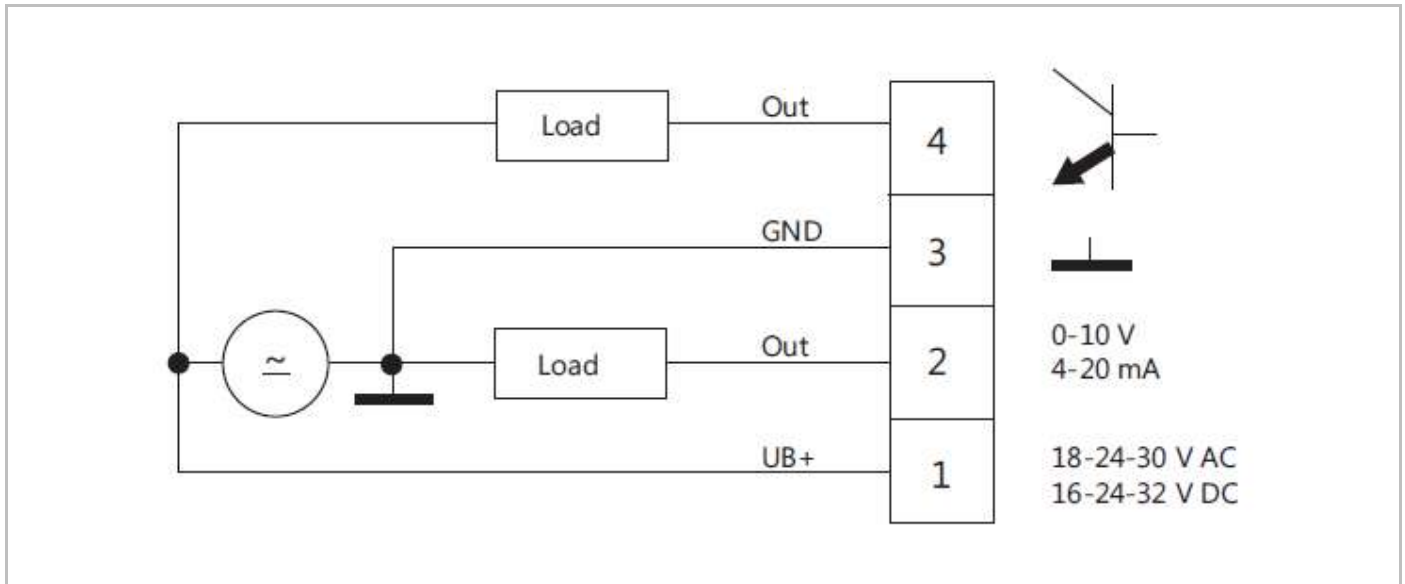 Load
Out
4
GND
3
~
Load
Out
2
0-10 V
4-20 mA
UB+
1
18-24-30 V AC
16-24-32 V DC